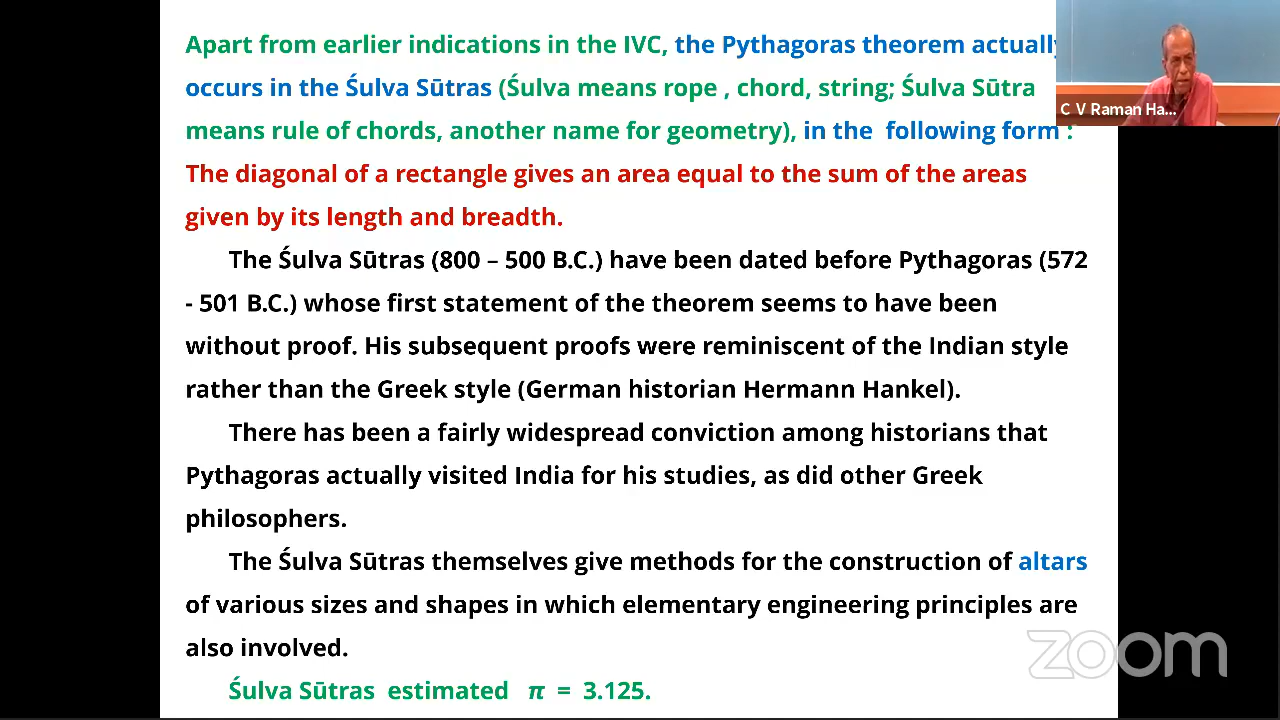 Apart from earlier indications in the IVC, the Pythagoras theorem actually
occurs in the Śulva Sūtras (Śulva means rope , chord, string; Śulva Sūtra
C V Raman Ha...
means rule of chords, another name for geometry), in the following form :
The diagonal of a rectangle gives an area equal to the sum of the areas
given by its length and breadth.
The Śulva Sūtras (800 – 500 B.C.) have been dated before Pythagoras (572
- 501 B.C.) whose first statement of the theorem seems to have been
without proof. His subsequent proofs were reminiscent of the Indian style
rather than the Greek style (German historian Hermann Hankel).
There has been a fairly widespread conviction among historians that
Pythagoras actually visited India for his studies, as did other Greek
philosophers.
The Śulva Sūtras themselves give methods for the construction of altars
of various sizes and shapes in which elementary engineering principles are
also involved.
zoom
Śulva Sūtras estimated π = 3.125.